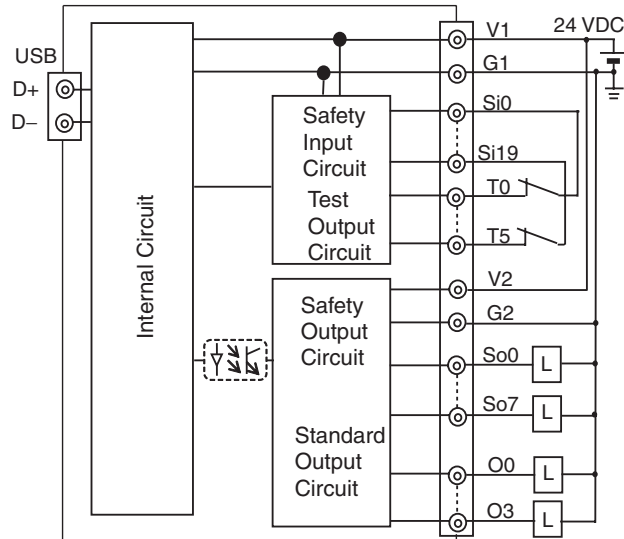 V1
24 VDC
USB
G1
D+
D–
Si0
Safety
Input
Circuit
Si19
Test
Output
Circuit
T0
T5
Internal Circuit
V2
Safety
Output
Circuit
G2
So0
L
So7
L
Standard
Output
Circuit
O0
L
O3
L